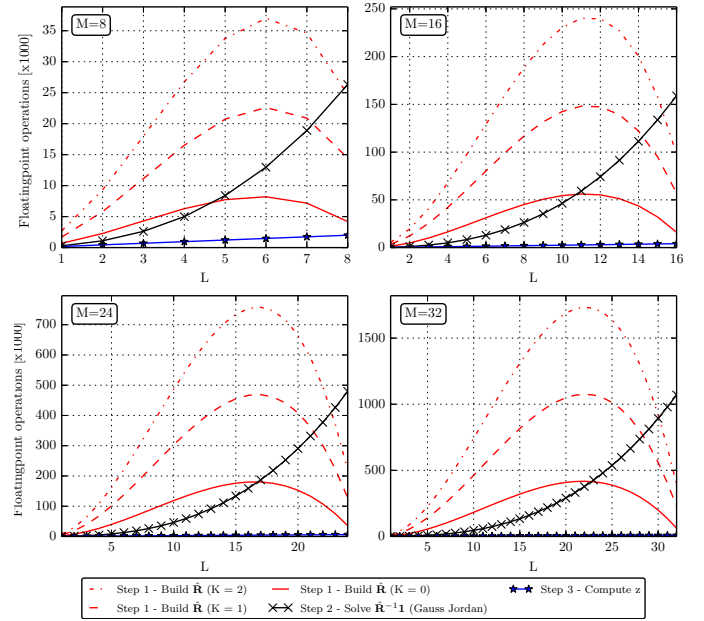 M=8
Floatingpoint operations [x1000]
40
35
30
25
20
15
10
5
0
1 2 3 4 5 6 7 8
L
M=16
250
200
150
100
50
0
2 4 6 8 10 12 14 16
L
M=24
Floatingpoint operations [x1000]
700
600
500
400
300
200
100
0
5 10 15 20
L
M=32
1500
1000
500
0
5 10 15 20 25 30
L
Step 1 - Build R̂ (K = 2)
Step 1 - Build R̂ (K = 1)
Step 1 - Build R̂ (K = 0)
Step 2 - Solve R̂⁻¹1 (Gauss Jordan)
Step 3 - Compute z